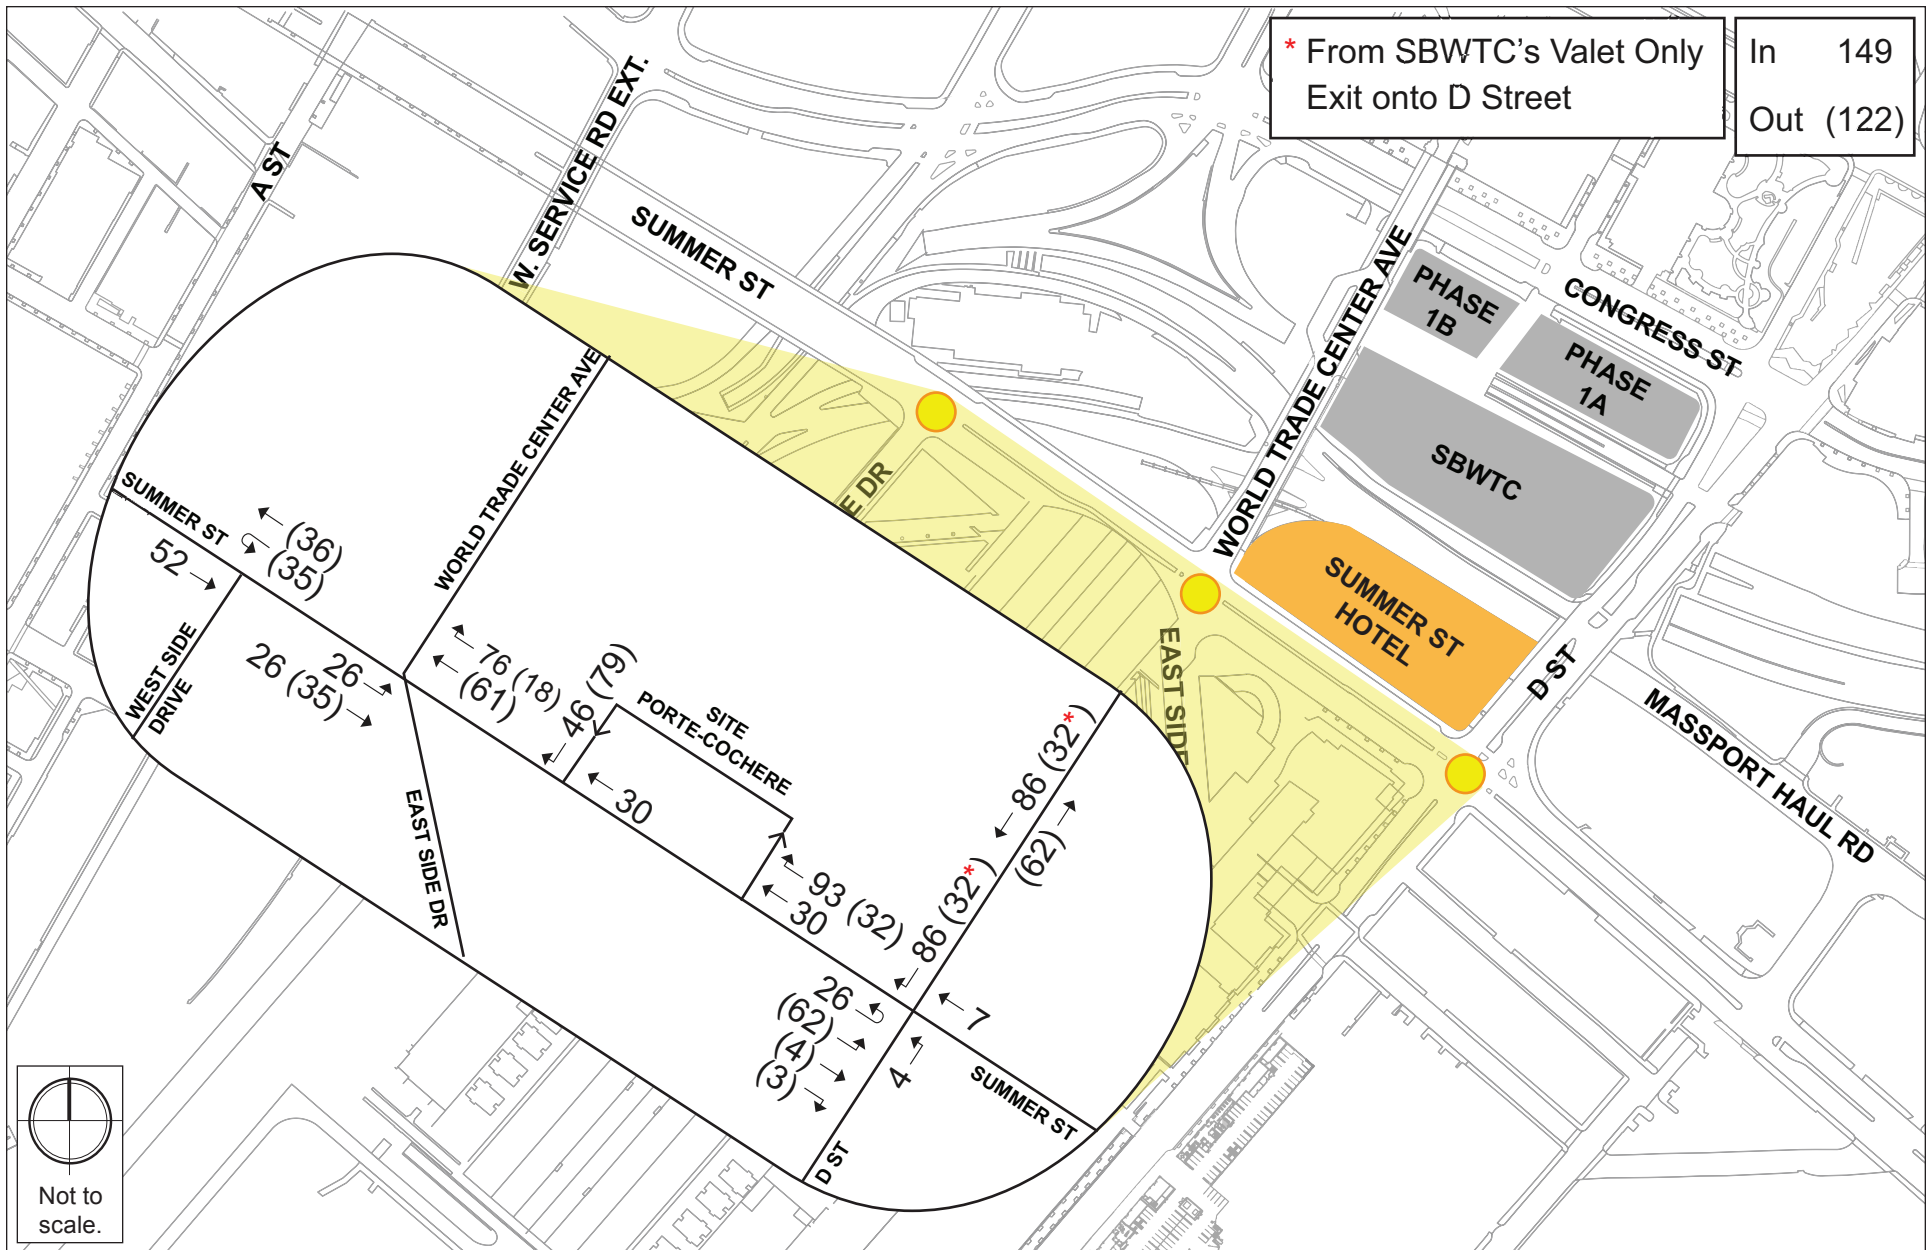 * From SBWTC's Valet Only
Exit onto D Street
In 149
Out (122)
A ST
W. SERVICE RD EXT.
SUMMER ST
WORLD TRADE CENTER AVE
CONGRESS ST
PHASE
1B
PHASE
1A
SBWTC
SUMMER ST
HOTEL
D ST
MASSPORT HAUL RD
E DR
EAST SIDE
WORLD TRADE CENTER AVE
SUMMER ST
(36)
(35)
52
WEST SIDE
DRIVE
26
26 (35)
76 (18)
(61)
46 (79)
SITE
PORTE-COCHERE
30
EAST SIDE DR
93 (32)
30
86 (32*)
(62)
86 (32*)
26
(62)
(4)
(3)
7
4
SUMMER ST
D ST
Not to
scale.